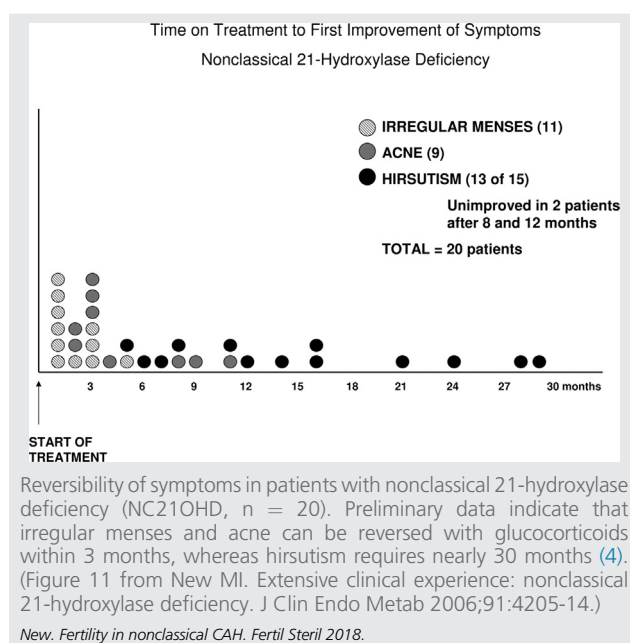 Time on Treatment to First Improvement of Symptoms
Nonclassical 21-Hydroxylase Deficiency
IRREGULAR MENSES (11)
ACNE (9)
HIRSUTISM (13 of 15)
Unimproved in 2 patients
after 8 and 12 months
TOTAL = 20 patients
3 6 9 12 15 18 21 24 27 30 months
START OF
TREATMENT
Reversibility of symptoms in patients with nonclassical 21-hydroxylase
deficiency (NC21OHD, n = 20). Preliminary data indicate that
irregular menses and acne can be reversed with glucocorticoids
within 3 months, whereas hirsutism requires nearly 30 months (4).
(Figure 11 from New MI. Extensive clinical experience: nonclassical
21-hydroxylase deficiency. J Clin Endo Metab 2006;91:4205-14.)
New. Fertility in nonclassical CAH. Fertil Steril 2018.